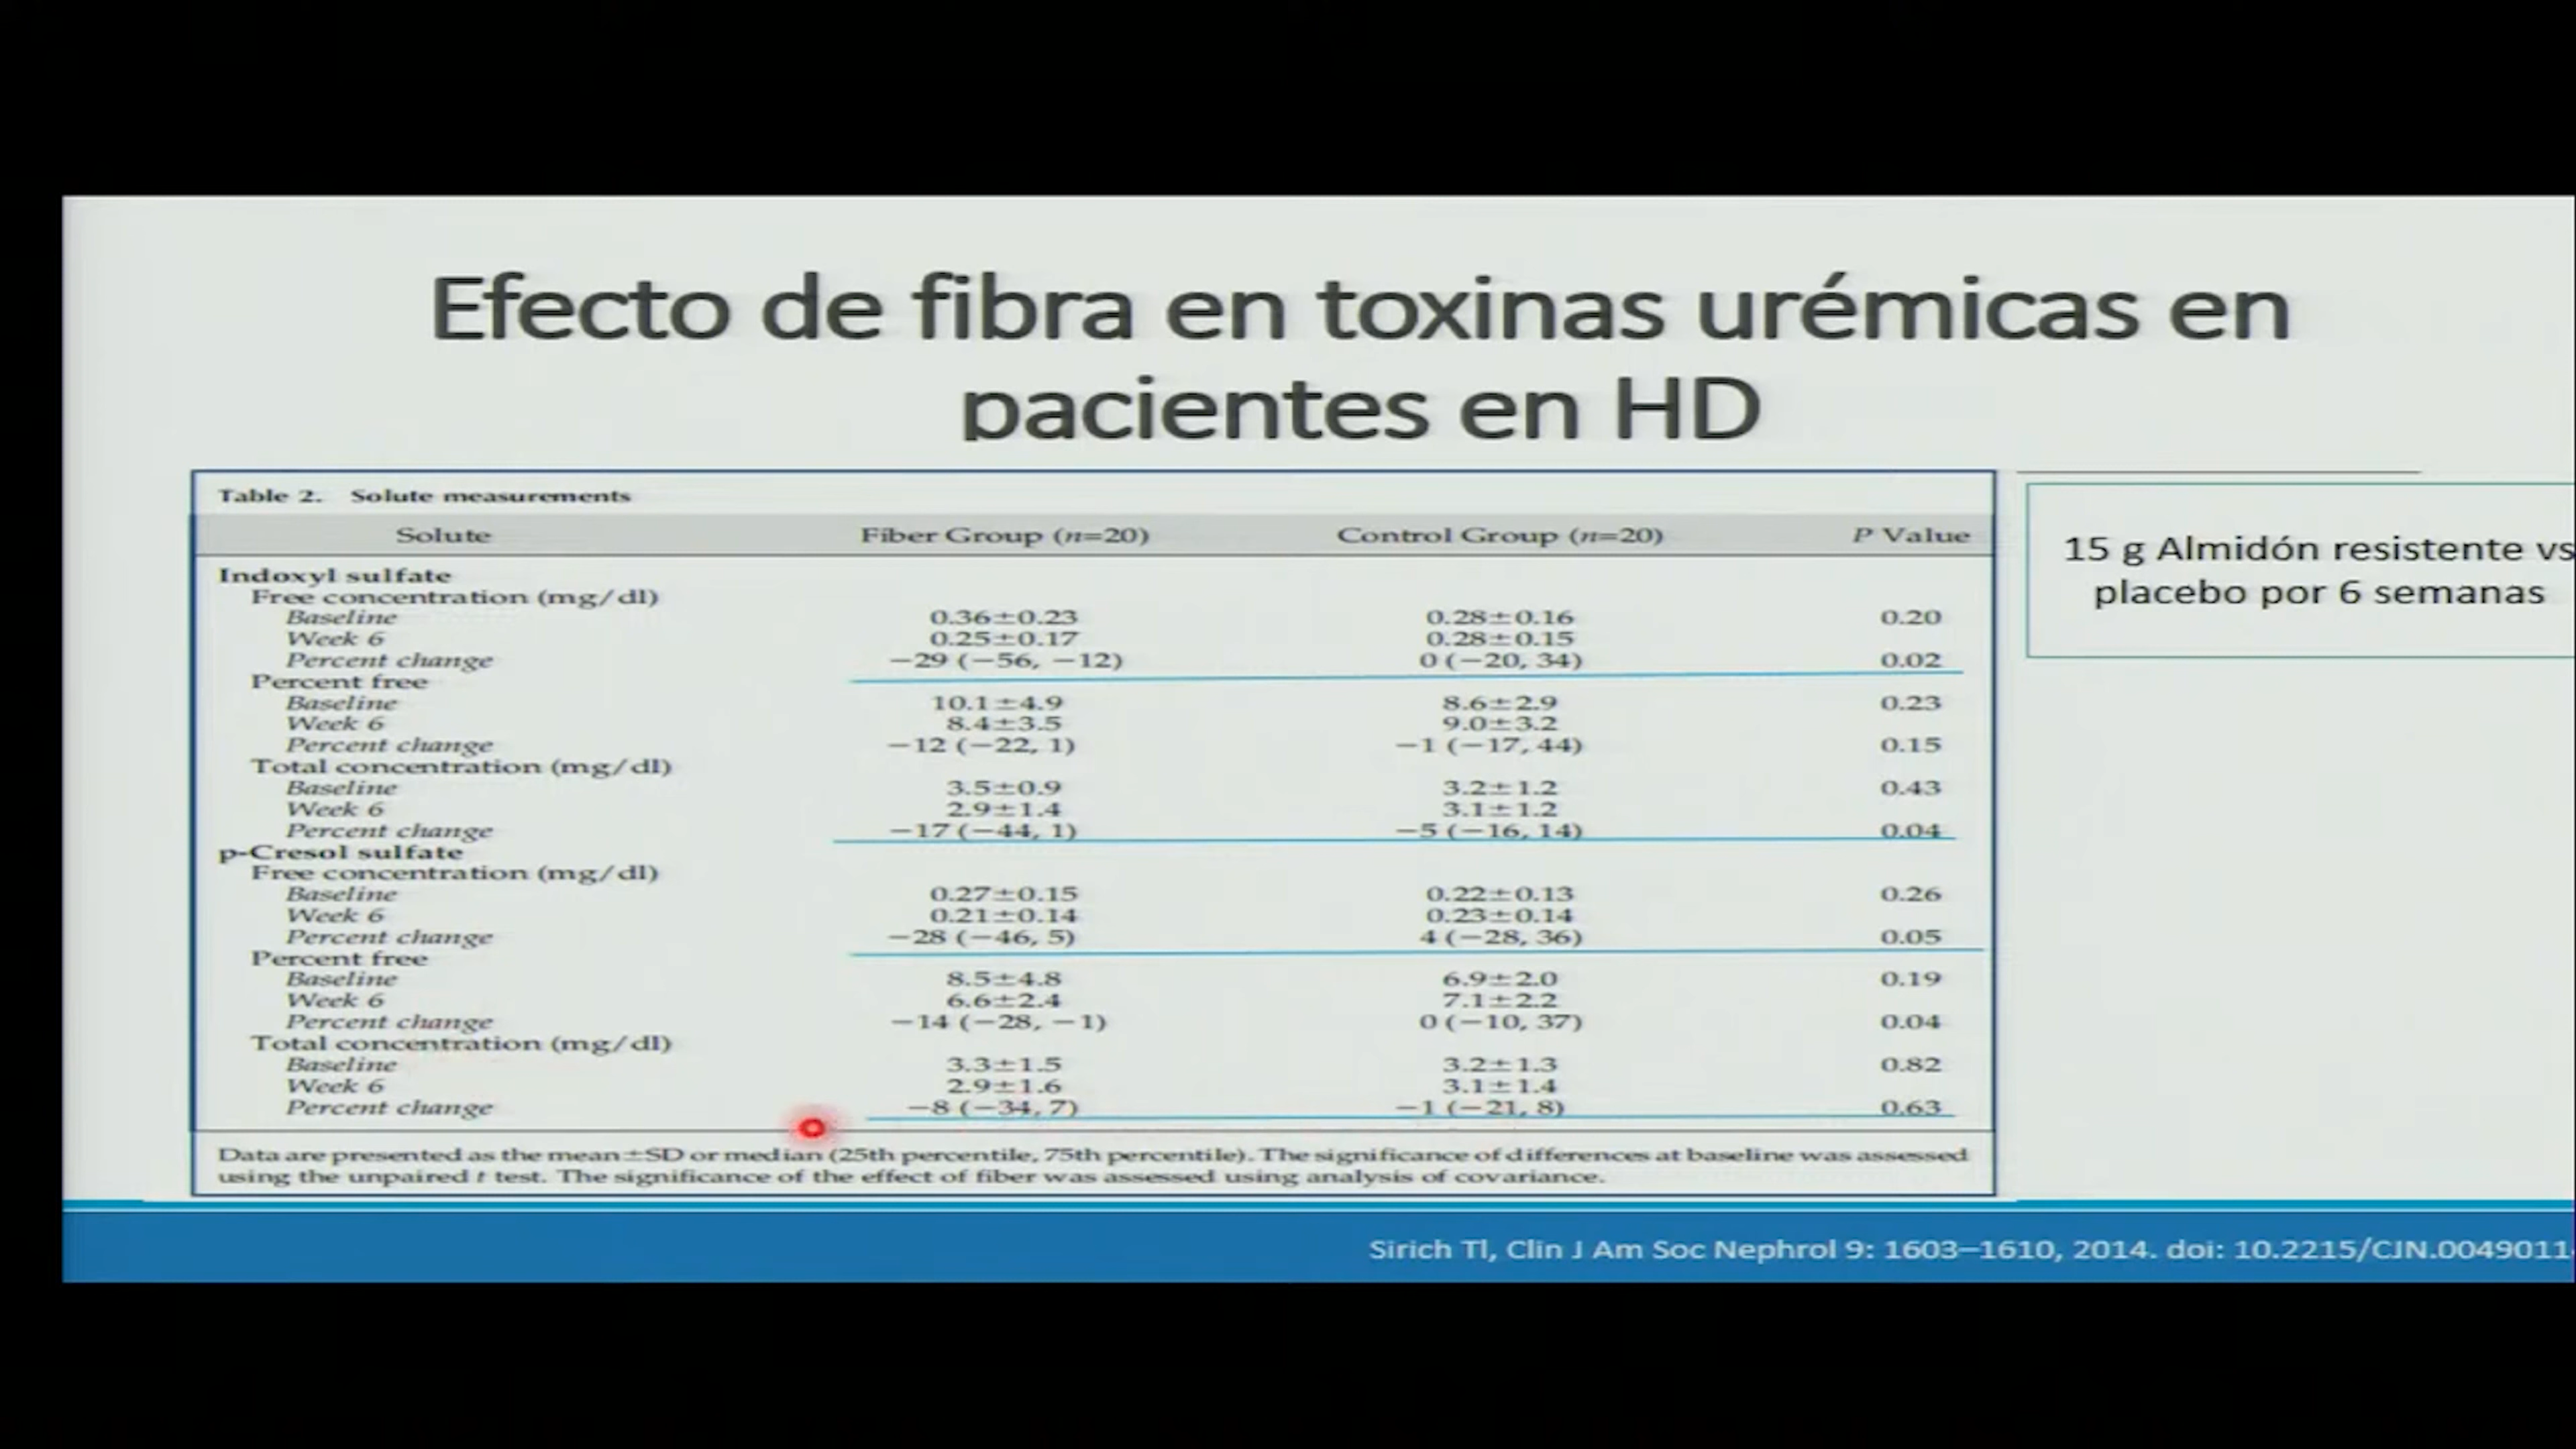 Efecto de fibra en toxinas urémicas en
pacientes en HD
Table 2. Solute measurements
Solute Fiber Group (n=20) Control Group (n=20) P Value
Indoxyl sulfate
Free concentration (mg/dl)
Baseline 0.36±0.23 0.28±0.16 0.20
Week 6 0.25±0.17 0.28±0.15
Percent change −29 (−56, −12) 0 (−20, 34) 0.02
Percent free
Baseline 10.1±4.9 8.6±2.9 0.23
Week 6 8.4±3.5 9.0±3.2
Percent change −12 (−22, 1) −1 (−17, 44) 0.15
Total concentration (mg/dl)
Baseline 3.5±0.9 3.2±1.2 0.43
Week 6 2.9±1.4 3.1±1.2
Percent change −17 (−44, 1) −5 (−16, 14) 0.04
p-Cresol sulfate
Free concentration (mg/dl)
Baseline 0.27±0.15 0.22±0.13 0.26
Week 6 0.21±0.14 0.23±0.14
Percent change −28 (−46, 5) 4 (−28, 36) 0.05
Percent free
Baseline 8.5±4.8 6.9±2.0 0.19
Week 6 6.6±2.4 7.1±2.2
Percent change −14 (−28, −1) 0 (−10, 37) 0.04
Total concentration (mg/dl)
Baseline 3.3±1.5 3.2±1.3 0.82
Week 6 2.9±1.6 3.1±1.4
Percent change −8 (−34, 7) −1 (−21, 8) 0.63
Data are presented as the mean±SD or median (25th percentile, 75th percentile). The significance of differences at baseline was assessed
using the unpaired t test. The significance of the effect of fiber was assessed using analysis of covariance.
15 g Almidón resistente vs
placebo por 6 semanas
Sirich Tl, Clin J Am Soc Nephrol 9: 1603–1610, 2014. doi: 10.2215/CJN.0049011